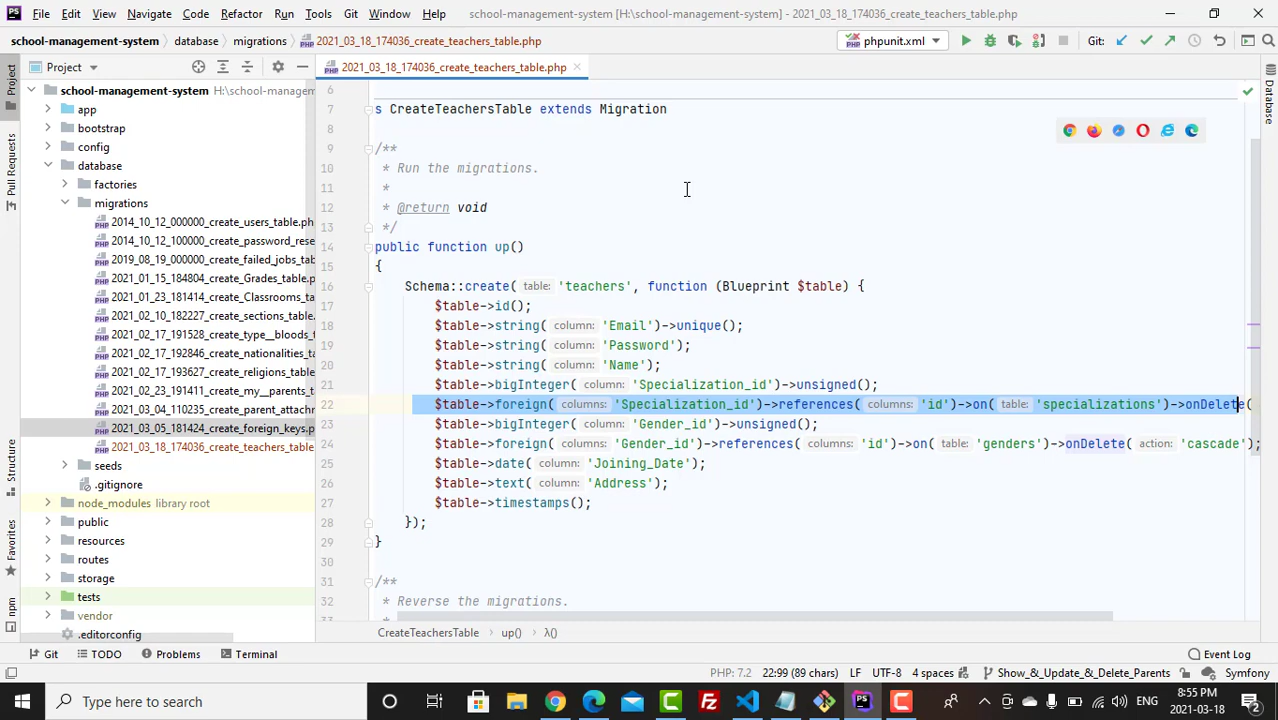 File Edit View Navigate Code Refactor Run Tools Git Window Help school-management-system [H:\school-management-system] - 2021_03_18_174036_create_teachers_table.php
school-management-system database migrations 2021_03_18_174036_create_teachers_table.php phpunit.xml Git:
Project 2021_03_18_174036_create_teachers_table.php
school-management-system H:\school-managem
app
bootstrap
config
database
factories
migrations
2014_10_12_000000_create_users_table.ph
2014_10_12_100000_create_password_rese
2019_08_19_000000_create_failed_jobs_tab
2021_01_15_184804_create_Grades_table.p
2021_01_23_181414_create_Classrooms_ta
2021_02_10_182227_create_sections_table.p
2021_02_17_191528_create_type__bloods_t
2021_02_17_192846_create_nationalities_ta
2021_02_17_193627_create_religions_table.
2021_02_23_191411_create_my__parents_t
2021_03_04_110235_create_parent_attachr
2021_03_05_181424_create_foreign_keys.p
2021_03_18_174036_create_teachers_table
seeds
.gitignore
node_modules library root
public
resources
routes
storage
tests
vendor
.editorconfig
Project
Pull Requests
Structure
Favorites
npm
Database
6
7 s CreateTeachersTable extends Migration
8
9 /**
10 * Run the migrations.
11 *
12 * @return void
13 */
14 public function up()
15 {
16 Schema::create( table: 'teachers', function (Blueprint $table) {
17 $table->id();
18 $table->string( column: 'Email')->unique();
19 $table->string( column: 'Password');
20 $table->string( column: 'Name');
21 $table->bigInteger( column: 'Specialization_id')->unsigned();
22 $table->foreign( columns: 'Specialization_id')->references( columns: 'id')->on( table: 'specializations')->onDelete(
23 $table->bigInteger( column: 'Gender_id')->unsigned();
24 $table->foreign( columns: 'Gender_id')->references( columns: 'id')->on( table: 'genders')->onDelete( action: 'cascade');
25 $table->date( column: 'Joining_Date');
26 $table->text( column: 'Address');
27 $table->timestamps();
28 });
29 }
30
31 /**
32 * Reverse the migrations.
33 *
CreateTeachersTable up() λ()
Git TODO Problems Terminal Event Log
PHP: 7.2 22:99 (89 chars) LF UTF-8 4 spaces Show_&_Update_&_Delete_Parents Symfony
Type here to search ENG 8:55 PM
2021-03-18 2